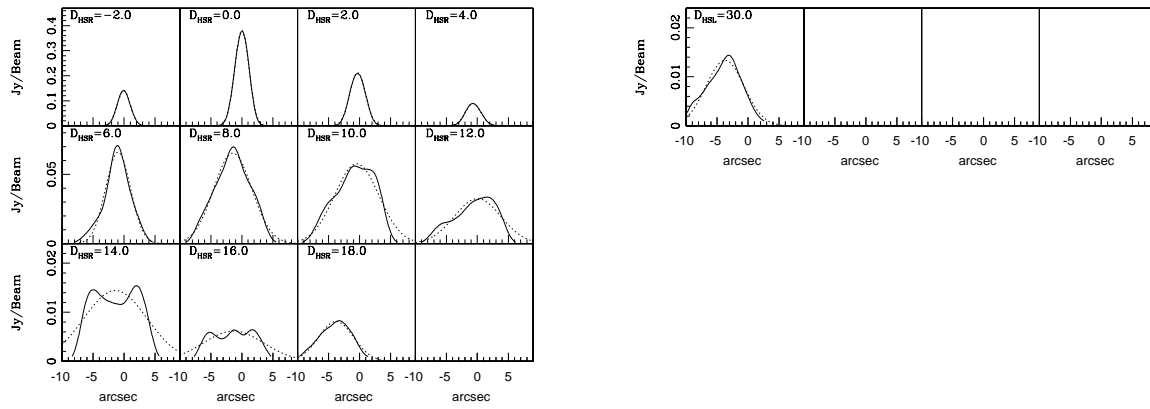 D_HSR=−2.0 D_HSR=0.0 D_HSR=2.0 D_HSR=4.0
Jy/Beam
0 0.1 0.2 0.3 0.4
D_HSR=6.0 D_HSR=8.0 D_HSR=10.0 D_HSR=12.0
Jy/Beam
0 0.05
D_HSR=14.0 D_HSR=16.0 D_HSR=18.0
Jy/Beam
0 0.01 0.02
-10 -5 0 5 -10 -5 0 5 -10 -5 0 5 -10 -5 0 5
arcsec arcsec arcsec arcsec
D_HSL=30.0
Jy/Beam
0 0.01 0.02
-10 -5 0 5 -10 -5 0 5 -10 -5 0 5 -10 -5 0 5
arcsec arcsec arcsec arcsec